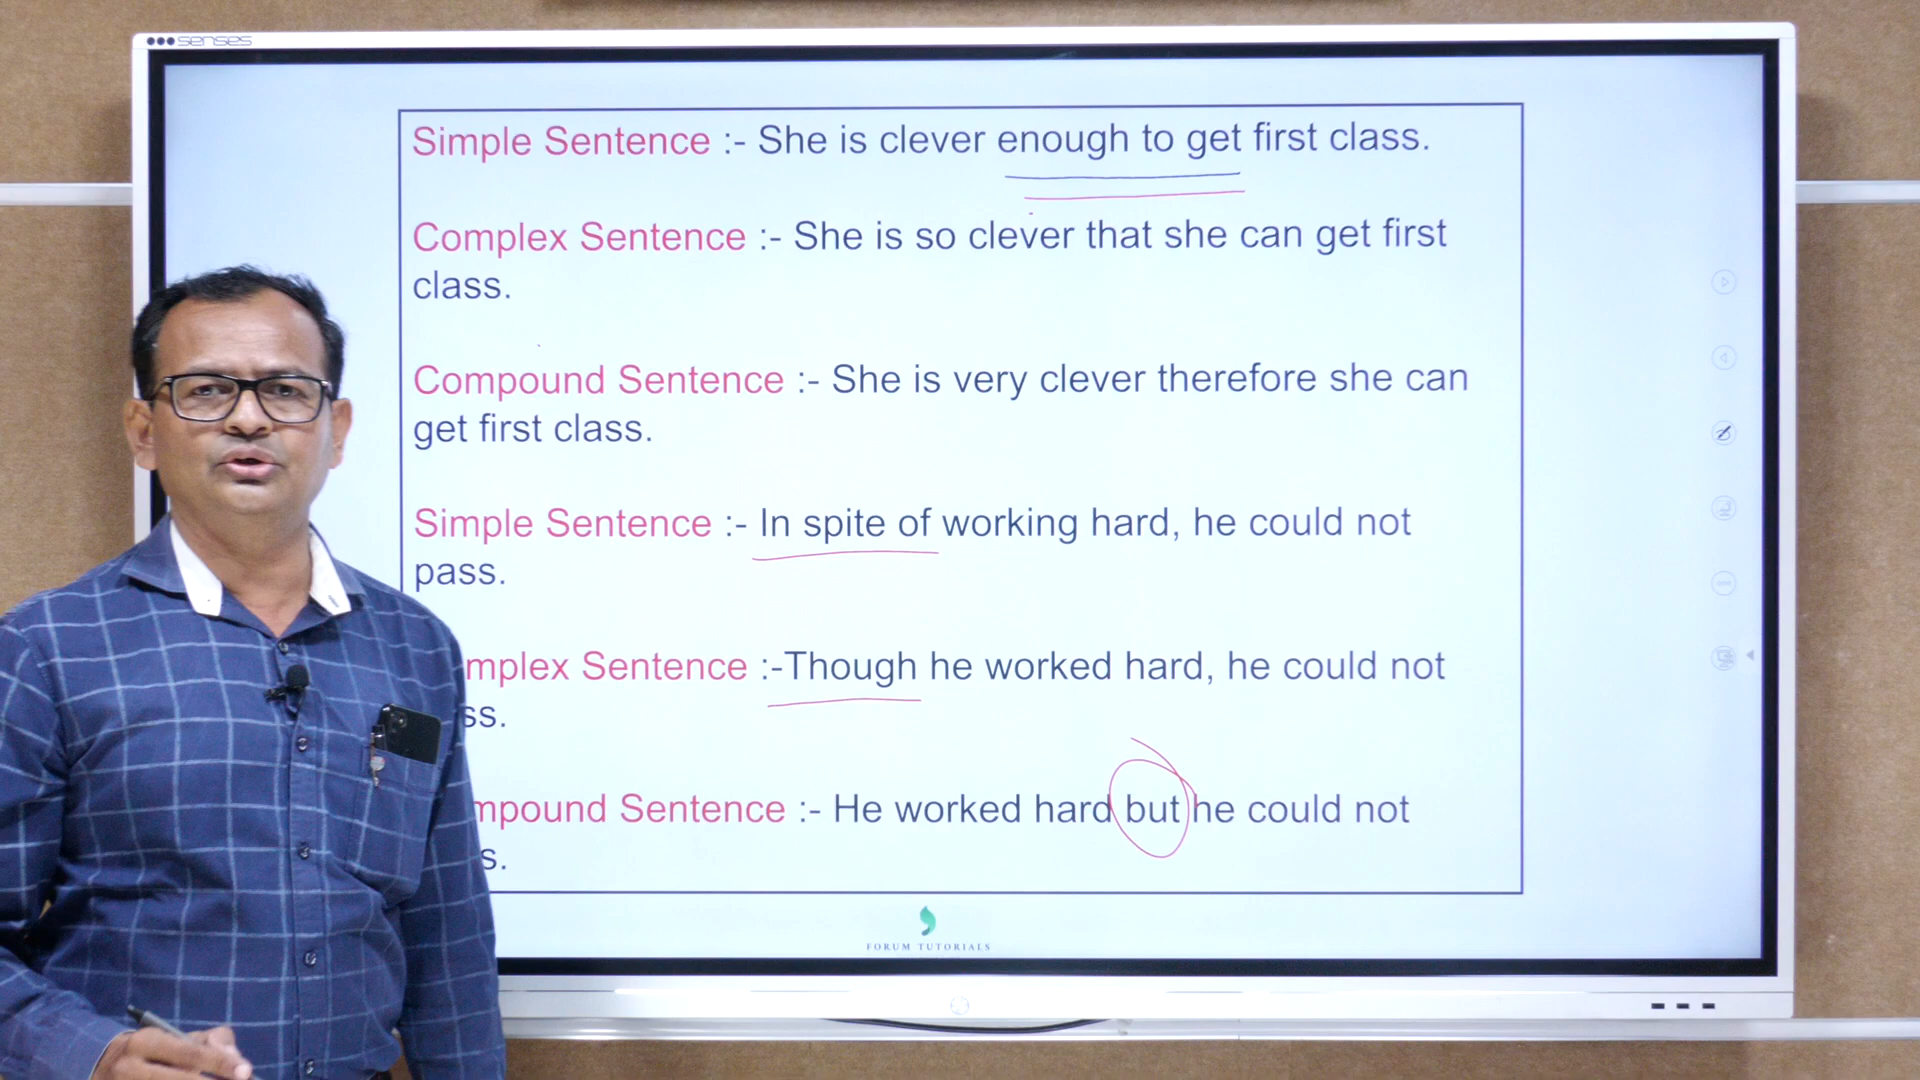 senses
Simple Sentence :- She is clever enough to get first class.
Complex Sentence :- She is so clever that she can get first
class.
Compound Sentence :- She is very clever therefore she can
get first class.
Simple Sentence :- In spite of working hard, he could not
pass.
mplex Sentence :-Though he worked hard, he could not
ss.
mpound Sentence :- He worked hard but he could not
s.
FORUM TUTORIALS